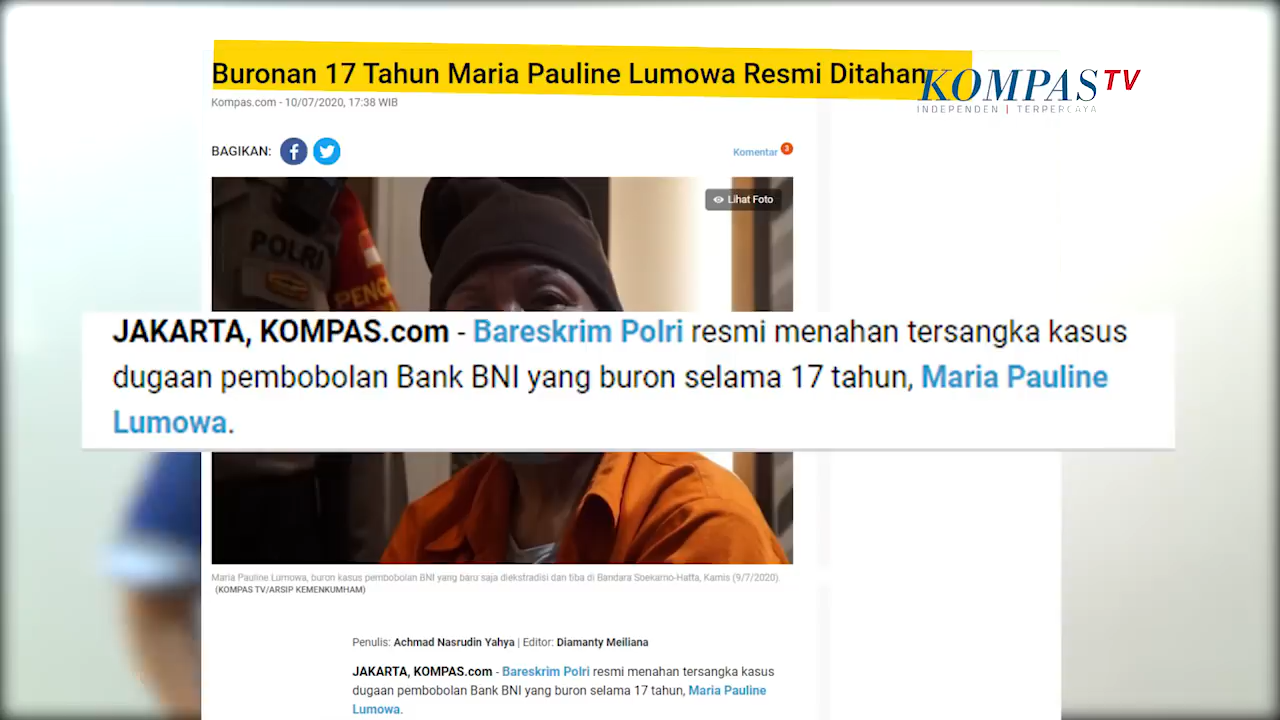 Buronan 17 Tahun Maria Pauline Lumowa Resmi Ditahan
KOMPAS TV
INDEPENDEN | TERPERCAYA
Kompas.com - 10/07/2020, 17:38 WIB
BAGIKAN:
Komentar 3
Lihat Foto
POLRI
JAKARTA, KOMPAS.com - Bareskrim Polri resmi menahan tersangka kasus
dugaan pembobolan Bank BNI yang buron selama 17 tahun, Maria Pauline
Lumowa.
Maria Pauline Lumowa, buron kasus pembobolan BNI yang baru saja diekstradisi dan tiba di Bandara Soekarno-Hatta, Kamis (9/7/2020).
(KOMPAS TV/ARSIP KEMENKUMHAM)
Penulis: Achmad Nasrudin Yahya | Editor: Diamanty Meiliana
JAKARTA, KOMPAS.com - Bareskrim Polri resmi menahan tersangka kasus
dugaan pembobolan Bank BNI yang buron selama 17 tahun, Maria Pauline
Lumowa.